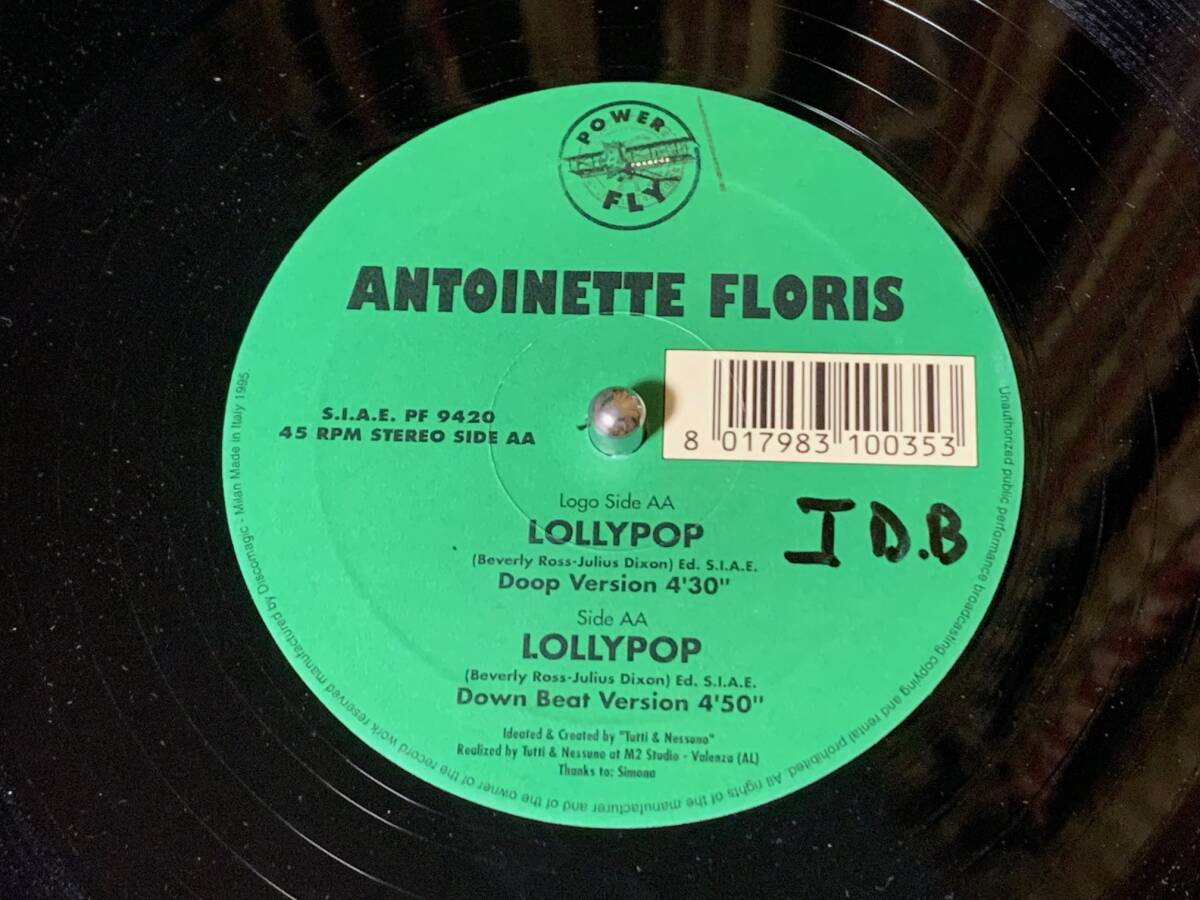 POWER
RECORDS
FLY
ANTOINETTE FLORIS
S.I.A.E. PF 9420
45 RPM STEREO SIDE AA
8 017983 100353
I D.B
Logo Side AA
LOLLYPOP
(Beverly Ross-Julius Dixon) Ed. S.I.A.E.
Doop Version 4'30"
Side AA
LOLLYPOP
(Beverly Ross-Julius Dixon) Ed. S.I.A.E.
Down Beat Version 4'50"
Ideated & Created by "Tutti & Nessuno"
Realized by Tutti & Nessuno at M2 Studio - Valenza (AL)
Thanks to: Simona
Unauthorized public performance broadcasting copying and rental prohibited. All rights of the manufacturer and of the owner of the record work reserved manufactured by Discomagic - Milan Made in Italy 1995.